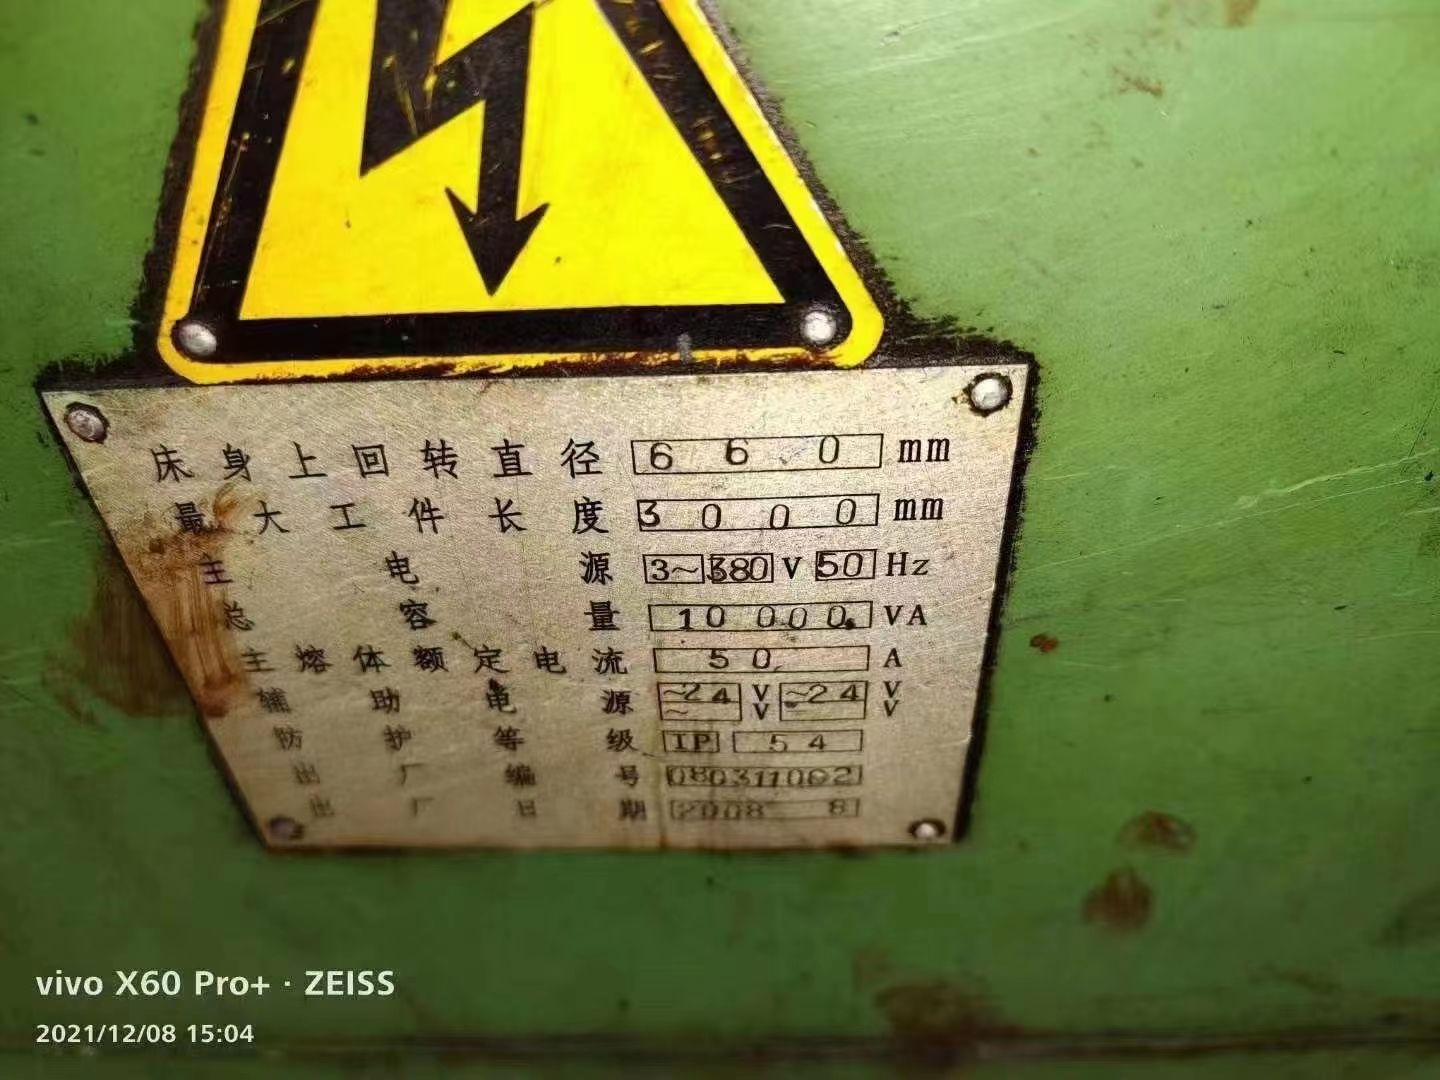 床身上回转直径 660 mm
最大工件长度 3000 mm
主电源 3~ 380 V 50 Hz
总容量 10000 VA
主熔体额定电流 50 A
辅助电源 ~24 V ~24 V
~ V ~ V
防护等级 IP 54
出厂编号 080311002
出厂日期 2008 8
vivo X60 Pro+ · ZEISS
2021/12/08 15:04